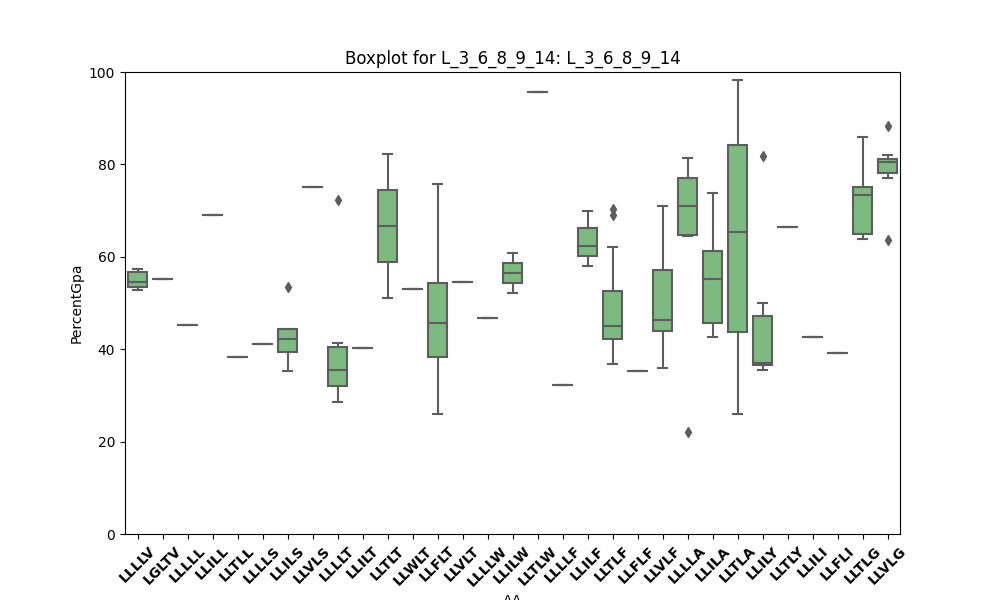 Boxplot for L_3_6_8_9_14: L_3_6_8_9_14
100
80
60
40
20
0
PercentGpa
LLLLV
LGLTV
LLLLL
LLILL
LLTLL
LLLLS
LLILS
LLVLS
LLLLT
LLILT
LLTLT
LLWLT
LLFLT
LLVLT
LLLLW
LLILW
LLTLW
LLLLF
LLILF
LLTLF
LLFLF
LLVLF
LLLLA
LLILA
LLTLA
LLILY
LLTLY
LLILI
LLFLI
LLTLG
LLVLG
AA